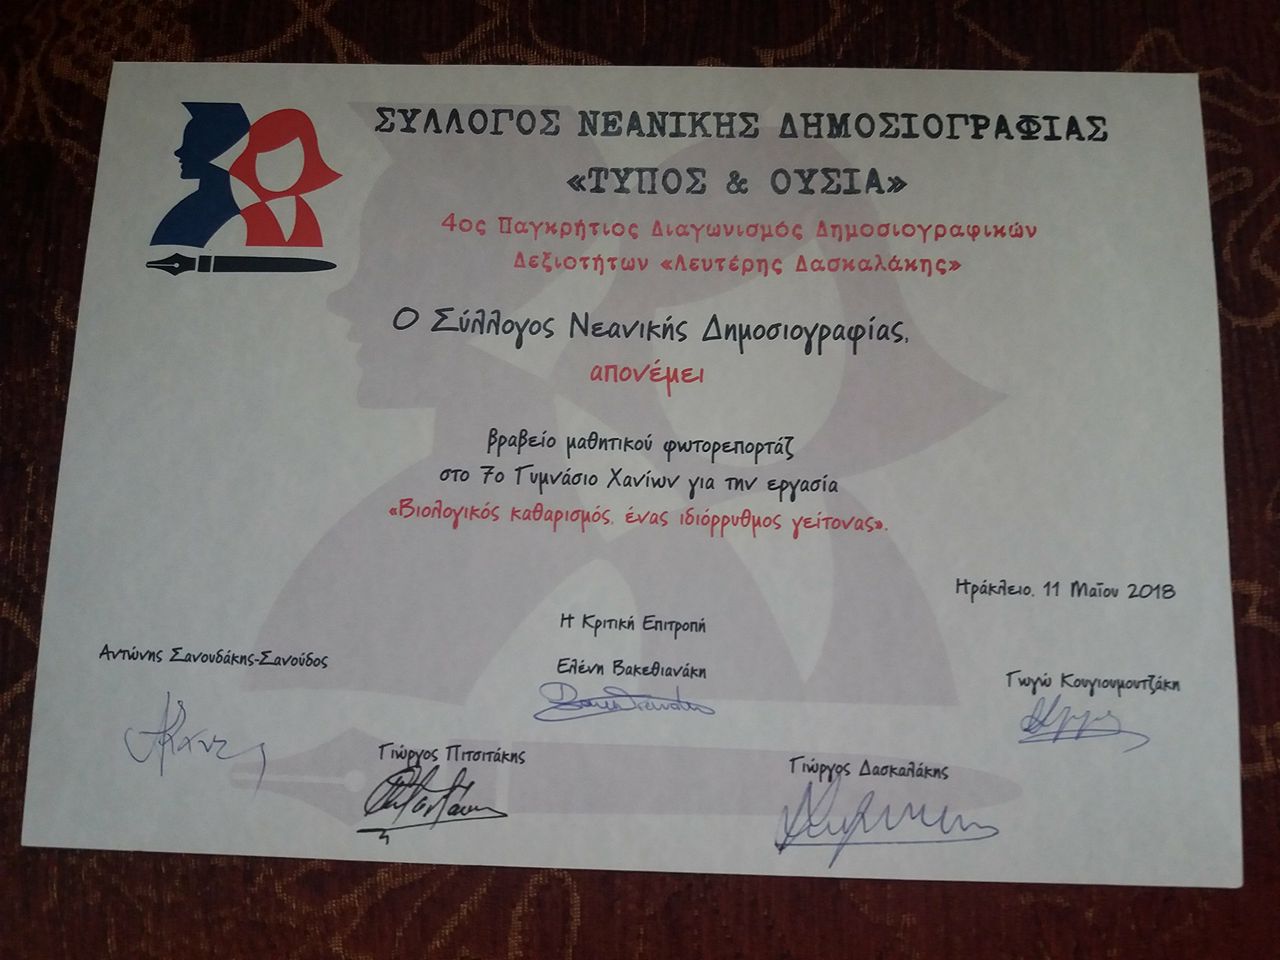 ΣΥΛΛΟΓΟΣ ΝΕΑΝΙΚΗΣ ΔΗΜΟΣΙΟΓΡΑΦΙΑΣ
«ΤΥΠΟΣ & ΟΥΣΙΑ»
4ος Παγκρήτιος Διαγωνισμός Δημοσιογραφικών
Δεξιοτήτων «Λευτέρης Δασκαλάκης»
Ο Σύλλογος Νεανικής Δημοσιογραφίας,
απονέμει
βραβείο μαθητικού φωτορεπορτάζ
στο 7ο Γυμνάσιο Χανίων για την εργασία
«Βιολογικός καθαρισμός, ένας ιδιόρρυθμος γείτονας».
Ηράκλειο, 11 Μαΐου 2018
Η Κριτική Επιτροπή
Αντώνης Σανουδάκης-Σανούδος
Ελένη Βακεθιανάκη
Γωγώ Κουγιουμουτζάκη
Γιώργος Πιτσιτάκης
Γιώργος Δασκαλάκης